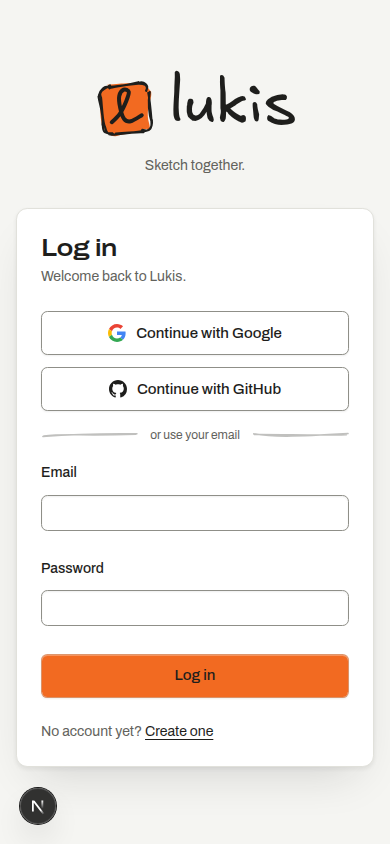 l lukis
Sketch together.
Log in
Welcome back to Lukis.
Continue with Google
Continue with GitHub
or use your email
Email
Password
Log in
No account yet? Create one
N